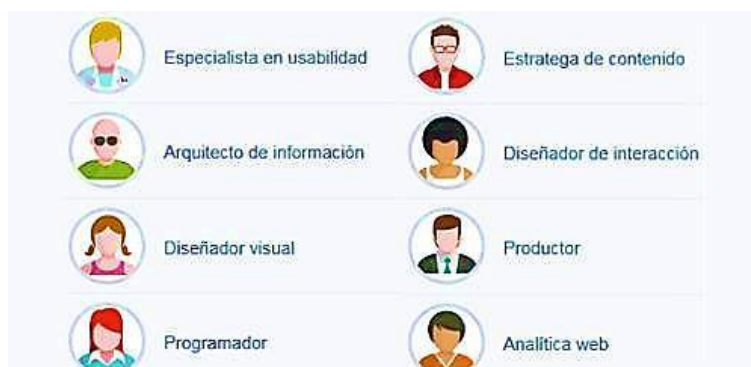 Especialista en usabilidad
Estratega de contenido
Arquitecto de información
Diseñador de interacción
Diseñador visual
Productor
Programador
Analítica web